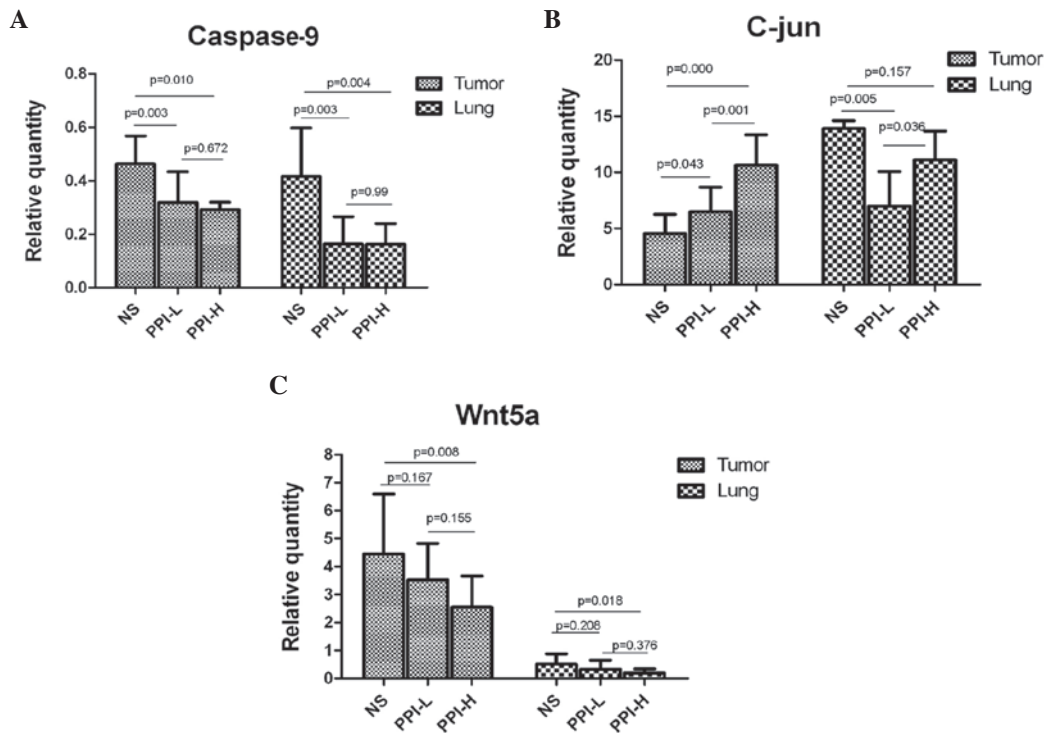 A
Caspase-9
Relative quantity
0.8
0.6
0.4
0.2
0.0
p=0.010
p=0.003
p=0.672
p=0.004
p=0.003
p=0.99
Tumor
Lung
NS
PPI-L
PPI-H
NS
PPI-L
PPI-H
B
C-jun
Relative quantity
20
15
10
5
0
p=0.000
p=0.001
p=0.043
p=0.157
p=0.005
p=0.036
Tumor
Lung
NS
PPI-L
PPI-H
NS
PPI-L
PPI-H
C
Wnt5a
Relative quantity
8
7
6
5
4
3
2
1
0
p=0.008
p=0.167
p=0.155
p=0.018
p=0.208
p=0.376
Tumor
Lung
NS
PPI-L
PPI-H
NS
PPI-L
PPI-H